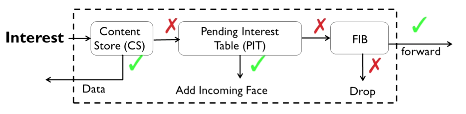 Interest
Content
Store (CS)
Pending Interest
Table (PIT)
FIB
forward
Data
Add Incoming Face
Drop